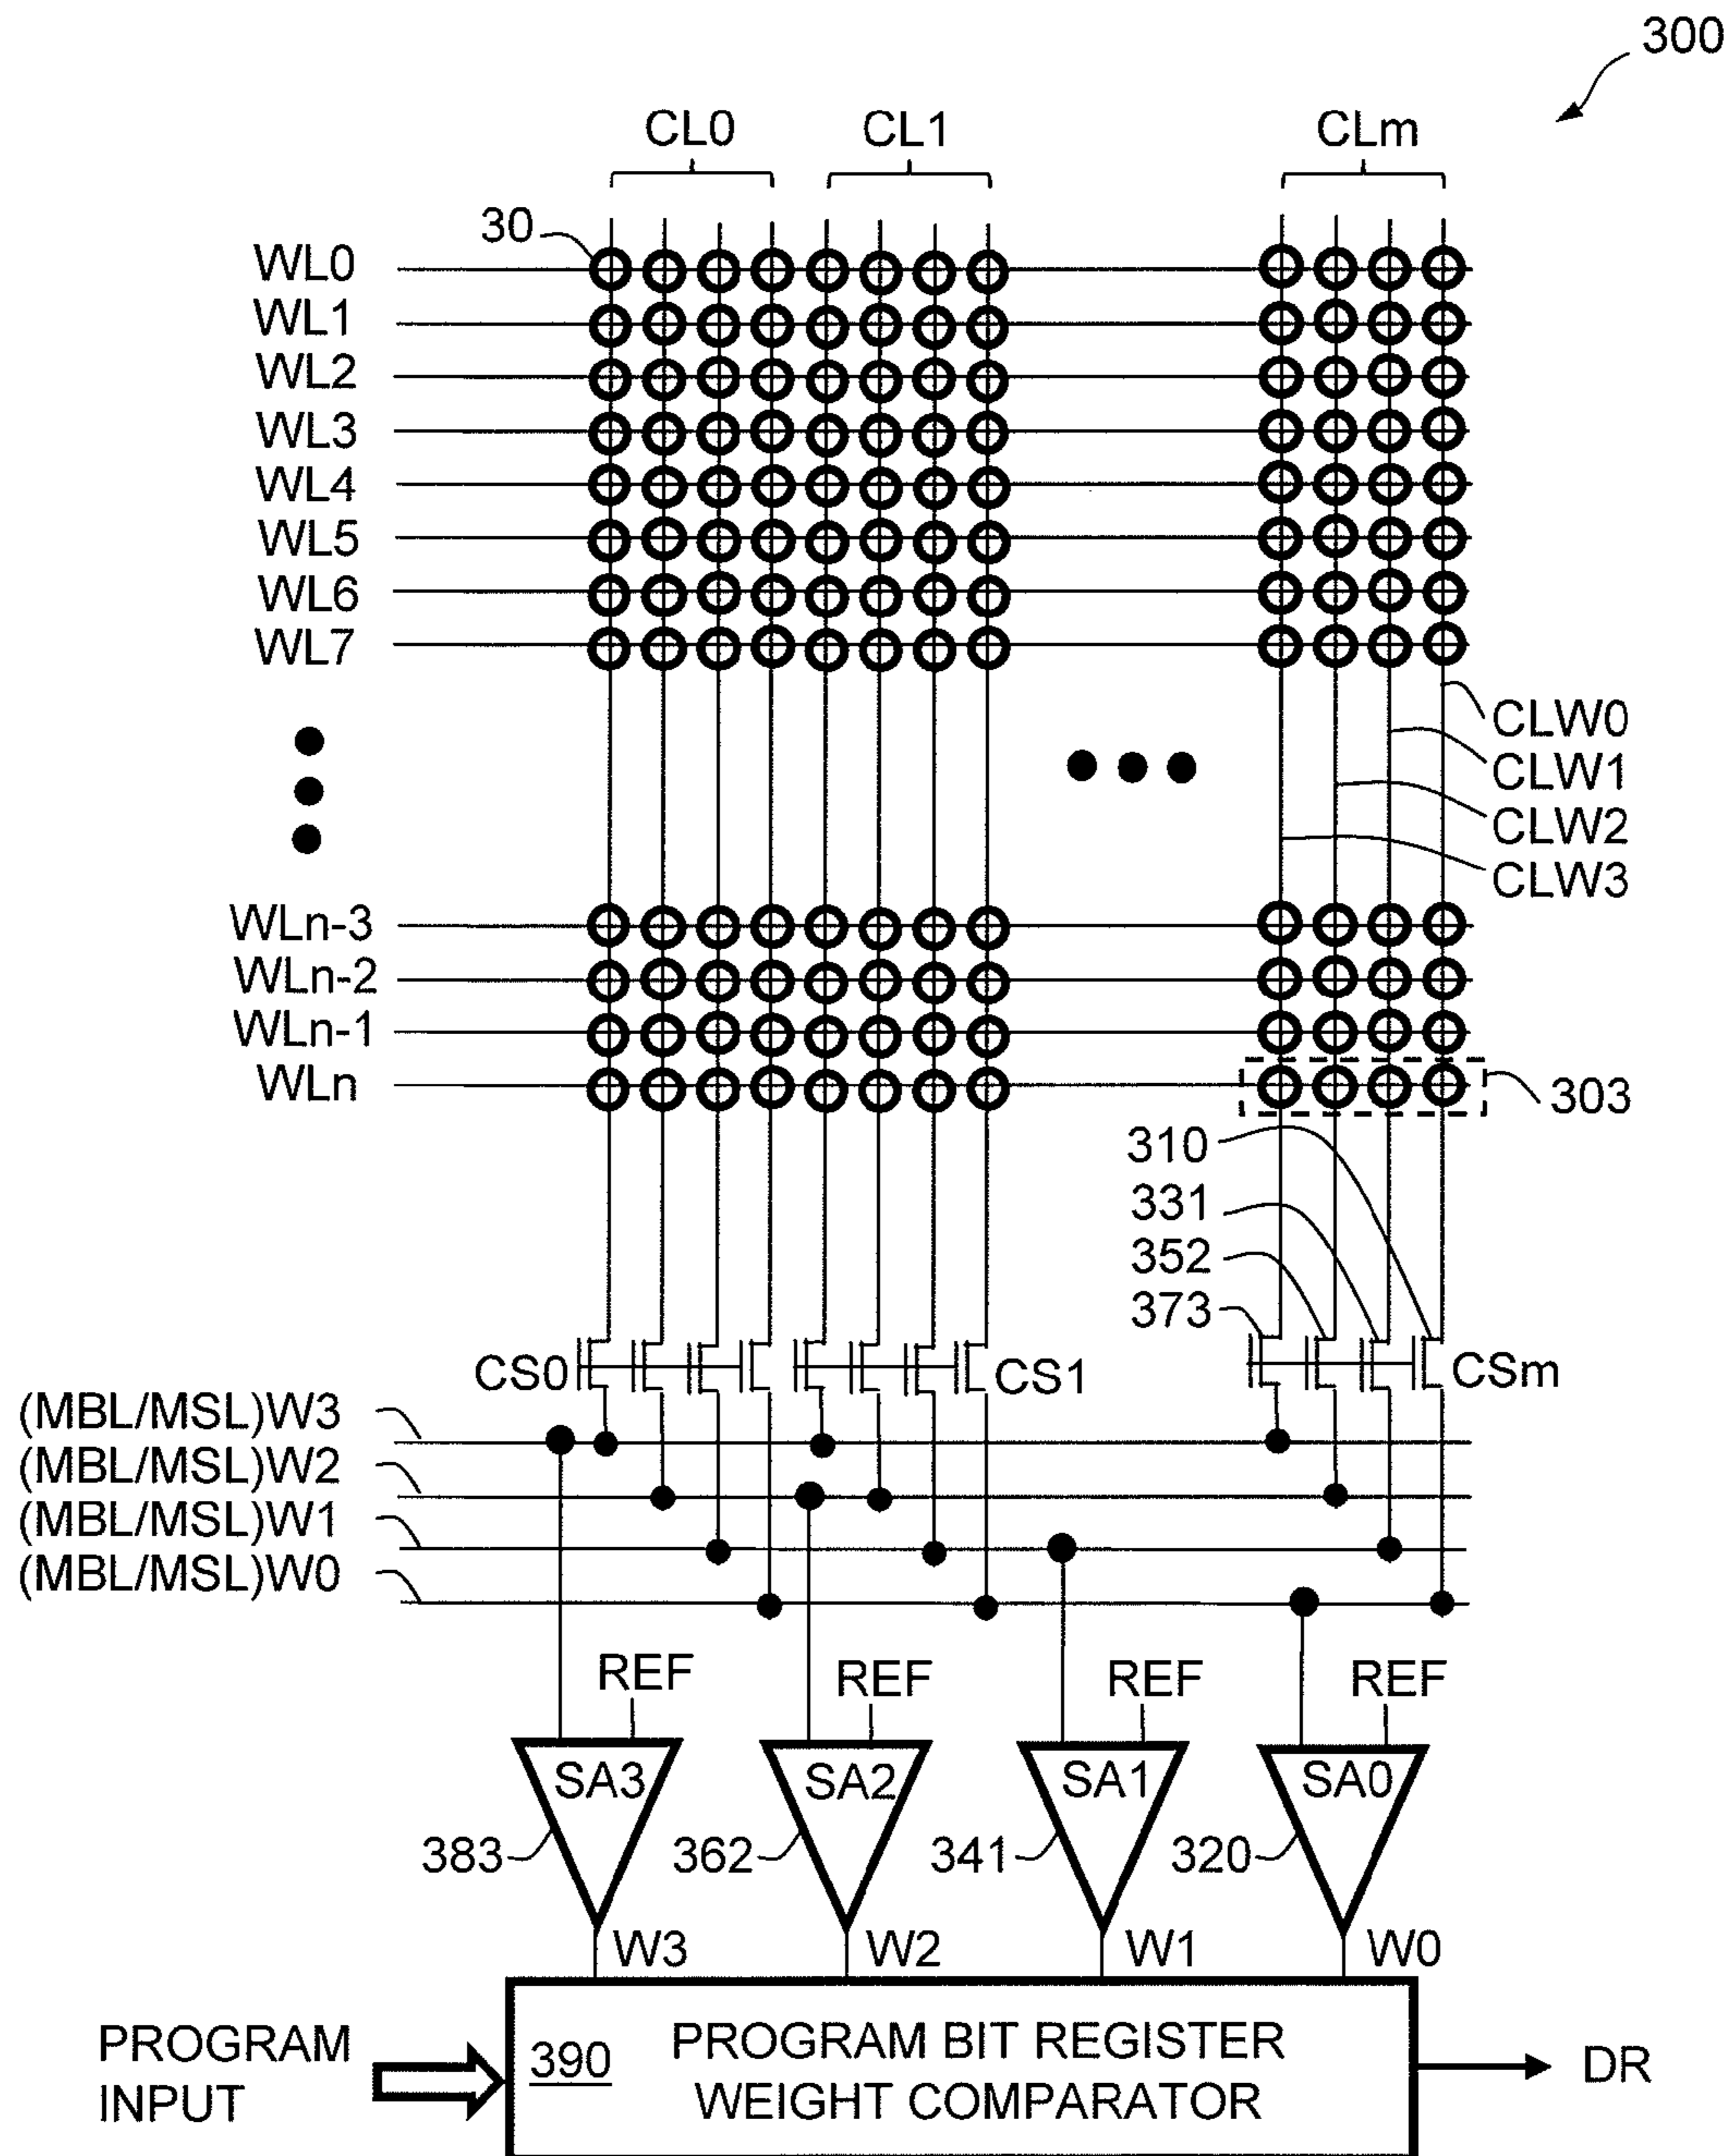 300
CL0 CL1 CLm
30
WL0
WL1
WL2
WL3
WL4
WL5
WL6
WL7
CLW0
CLW1
CLW2
CLW3
WLn-3
WLn-2
WLn-1
WLn
303
310
331
352
373
CS0 CS1 CSm
(MBL/MSL)W3
(MBL/MSL)W2
(MBL/MSL)W1
(MBL/MSL)W0
REF REF REF REF
SA3 SA2 SA1 SA0
383 362 341 320
W3 W2 W1 W0
PROGRAM INPUT
390
PROGRAM BIT REGISTER
WEIGHT COMPARATOR
DR